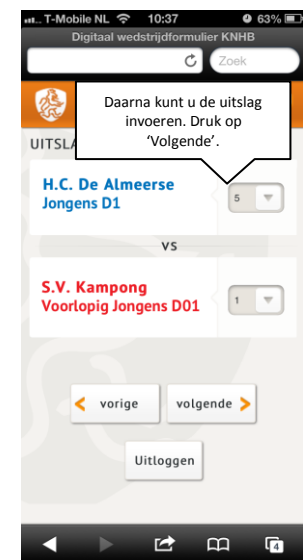 T-Mobile NL 10:37 63%
Digitaal wedstrijdformulier KNHB
Zoek
Daarna kunt u de uitslag
invoeren. Druk op
‘Volgende’.
UITSLA
H.C. De Almeerse
Jongens D1
5
VS
S.V. Kampong
Voorlopig Jongens D01
1
vorige
volgende
Uitloggen
4